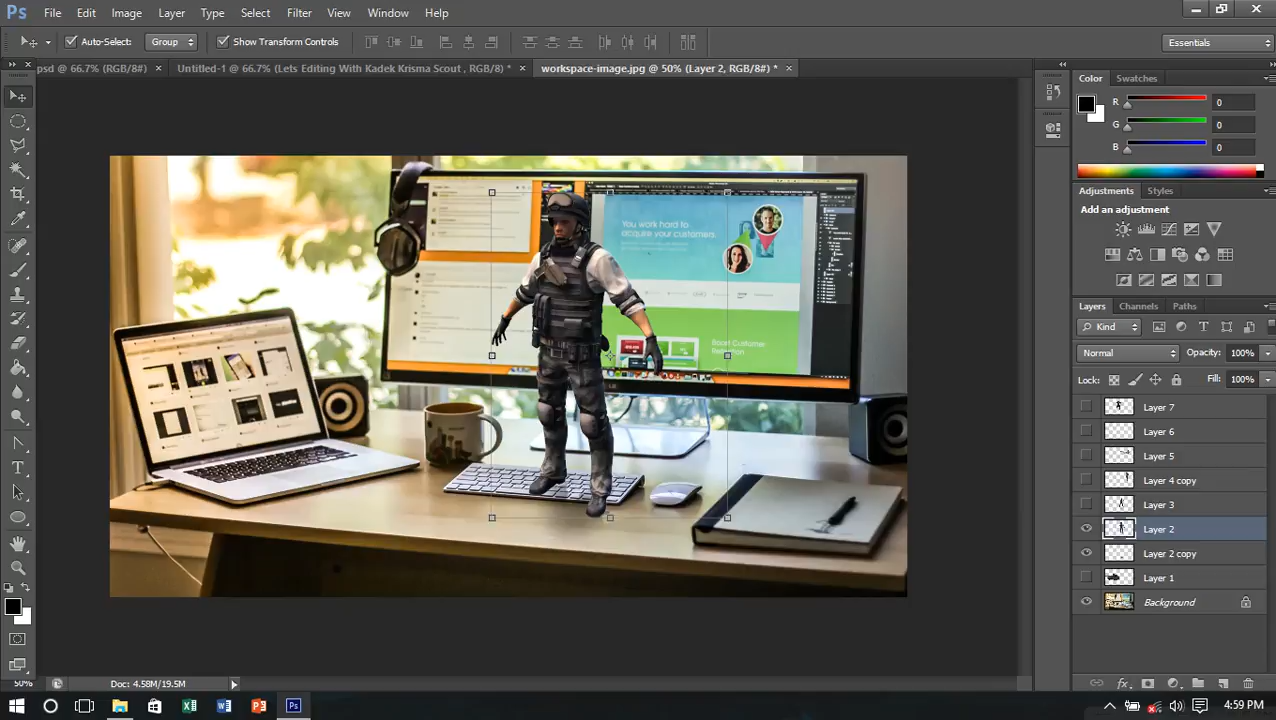 Ps File Edit Image Layer Type Select Filter 3D View Window Help
Auto-Select: Group Show Transform Controls Essentials
psd @ 66.7% (RGB/8#) × Untitled-1 @ 66.7% (Lets Editing With Kadek Krisma Scout , RGB/8) * × workspace-image.jpg @ 50% (Layer 2, RGB/8#) * ×
Color Swatches
R 0
G 0
B 0
Adjustments Styles
Add an adjustment
Layers Channels Paths
Kind
Normal Opacity: 100%
Lock: Fill: 100%
Layer 7
Layer 6
Layer 5
Layer 4 copy
Layer 3
Layer 2
Layer 2 copy
Layer 1
Background
You work hard to
acquire your customers.
Boost Customer
Retention
50% Doc: 4.58M/19.5M
4:59 PM